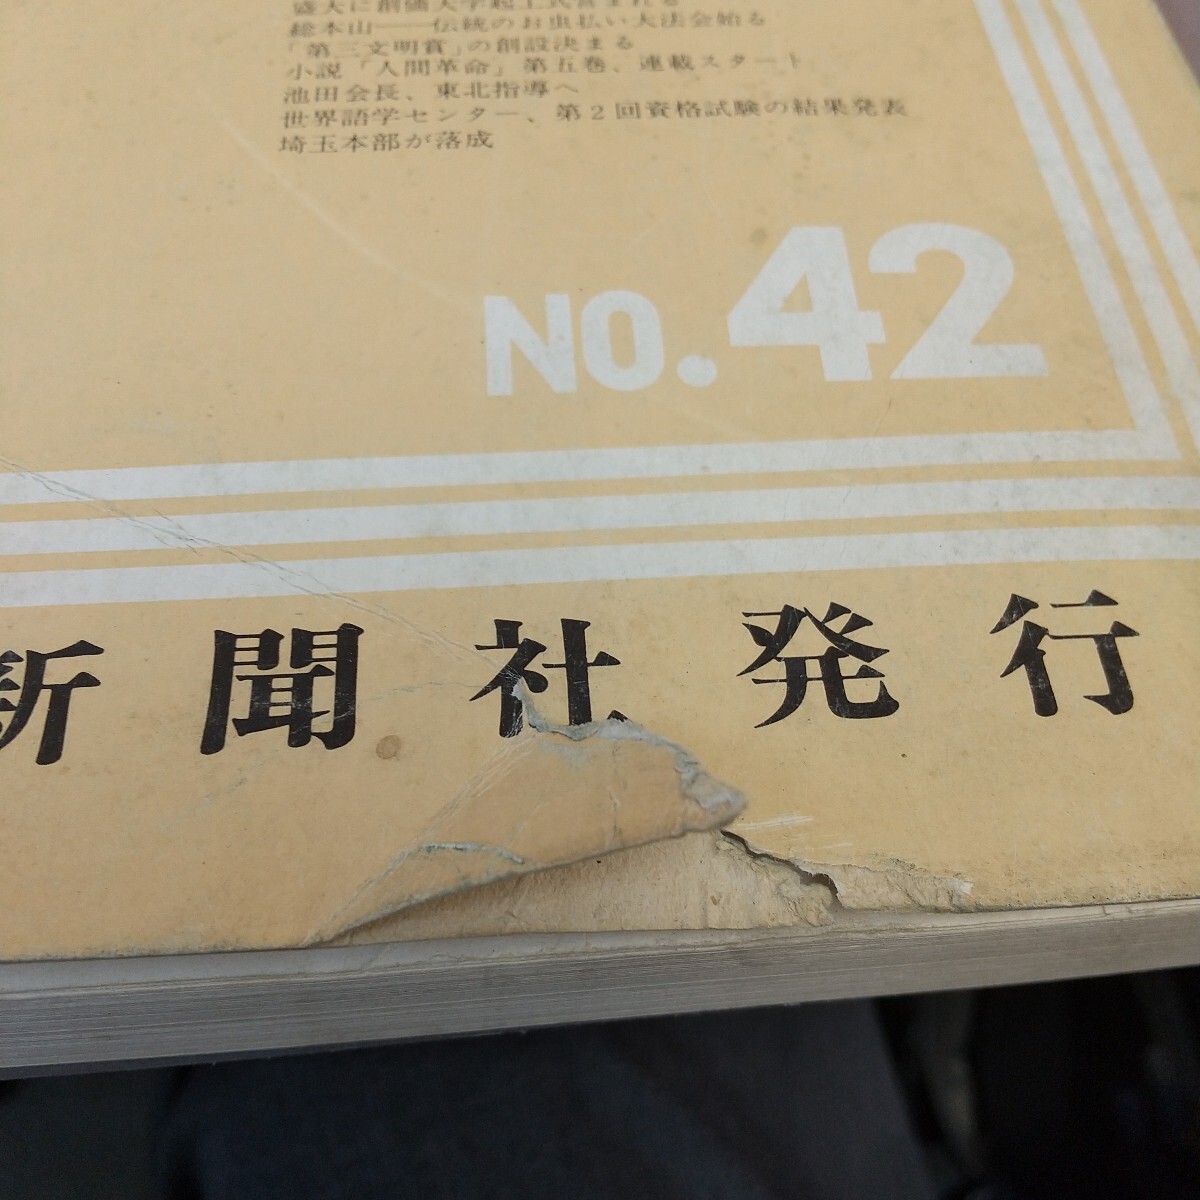 盛大に創価大学起工式営まれる
総本山──伝統のお虫払い大法会始る
「第三文明賞」の創設決まる
小説「人間革命」第五巻、連載スタート
池田会長、東北指導へ
世界語学センター、第2回資格試験の結果発表
埼玉本部が落成
NO.42
新聞社発行